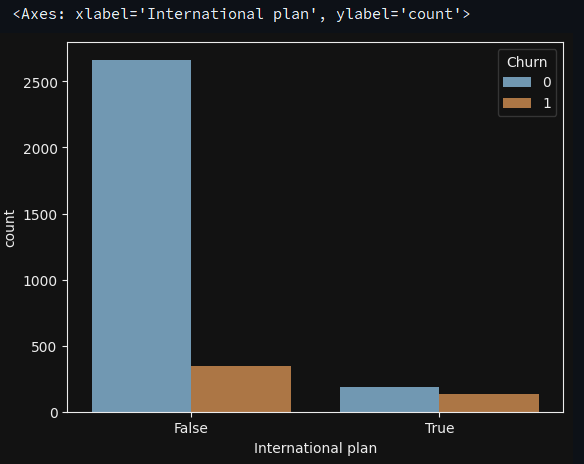 <Axes: xlabel='International plan', ylabel='count'>
Churn
0
1
2500
2000
1500
1000
500
0
count
False True
International plan